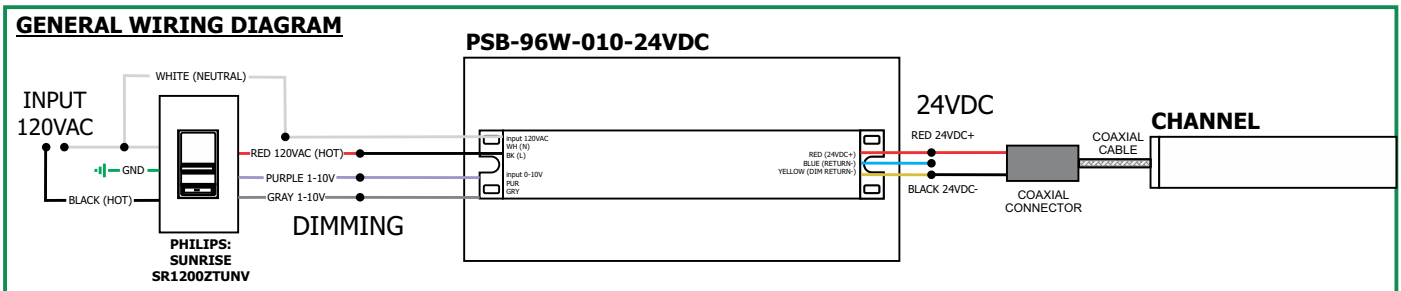 GENERAL WIRING DIAGRAM
PSB-96W-010-24VDC
WHITE (NEUTRAL)
INPUT
120VAC
GND
BLACK (HOT)
PHILIPS:
SUNRISE
SR1200ZTUNV
RED 120VAC (HOT)
PURPLE 1-10V
GRAY 1-10V
DIMMING
input 120VAC
WH (N)
BK (L)
input 0-10V
PUR
GRY
RED (24VDC+)
BLUE (RETURN-)
YELLOW (DIM RETURN-)
24VDC
RED 24VDC+
BLACK 24VDC-
COAXIAL
CONNECTOR
COAXIAL
CABLE
CHANNEL